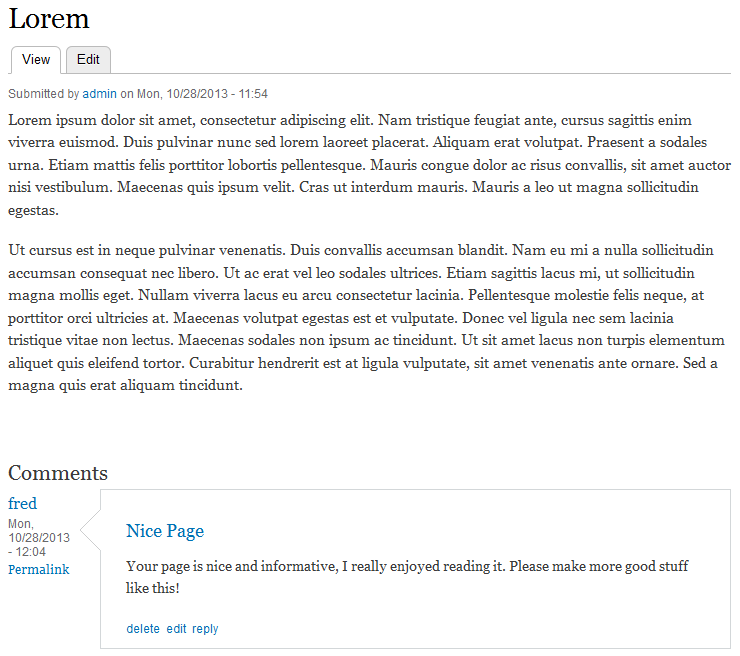 Lorem
View Edit
Submitted by admin on Mon, 10/28/2013 - 11:54
Lorem ipsum dolor sit amet, consectetur adipiscing elit. Nam tristique feugiat ante, cursus sagittis enim
viverra euismod. Duis pulvinar nunc sed lorem laoreet placerat. Aliquam erat volutpat. Praesent a sodales
urna. Etiam mattis felis porttitor lobortis pellentesque. Mauris congue dolor ac risus convallis, sit amet auctor
nisi vestibulum. Maecenas quis ipsum velit. Cras ut interdum mauris. Mauris a leo ut magna sollicitudin
egestas.
Ut cursus est in neque pulvinar venenatis. Duis convallis accumsan blandit. Nam eu mi a nulla sollicitudin
accumsan consequat nec libero. Ut ac erat vel leo sodales ultrices. Etiam sagittis lacus mi, ut sollicitudin
magna mollis eget. Nullam viverra lacus eu arcu consectetur lacinia. Pellentesque molestie felis neque, at
porttitor orci ultricies at. Maecenas volutpat egestas est et vulputate. Donec vel ligula nec sem lacinia
tristique vitae non lectus. Maecenas sodales non ipsum ac tincidunt. Ut sit amet lacus non turpis elementum
aliquet quis eleifend tortor. Curabitur hendrerit est at ligula vulputate, sit amet venenatis ante ornare. Sed a
magna quis erat aliquam tincidunt.
Comments
fred
Mon,
10/28/2013
- 12:04
Permalink
Nice Page
Your page is nice and informative, I really enjoyed reading it. Please make more good stuff
like this!
delete edit reply